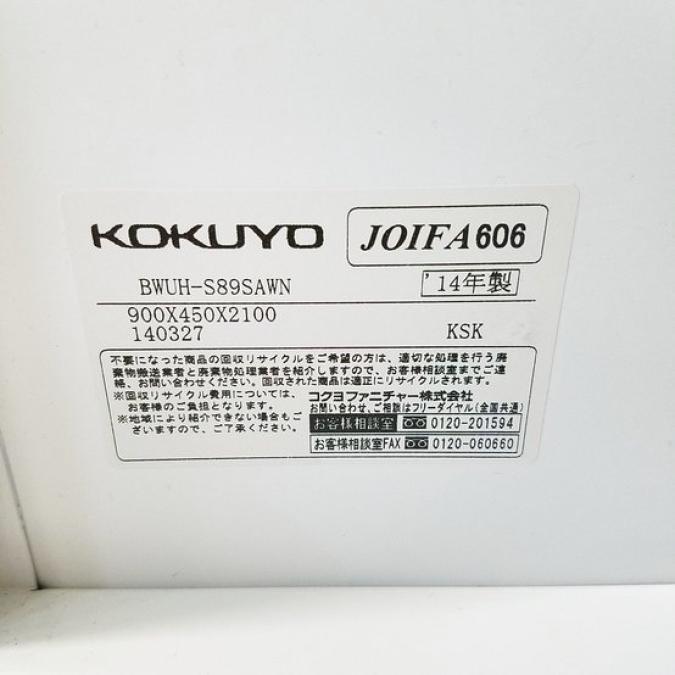 KOKUYO
JOIFA606
BWUH-S89SAWN
'14年製
900X450X2100
140327
KSK
不要になった商品の回収リサイクルをご希望の方は、適切な処理を行う廃
棄物搬送業者と廃棄物処理業者を紹介しますので、お客様相談室までご連
絡、お問い合わせください。回収された商品は適正にリサイクルされます。
※回収リサイクル費用については、
お客様のご負担となります。
※地域により紹介できない場合もご
ざいますので、ご了承ください。
コクヨファニチャー株式会社
お問い合わせ、ご相談はフリーダイヤル(全国共通)
お客様相談室 0120-201594
お客様相談室FAX 0120-060660